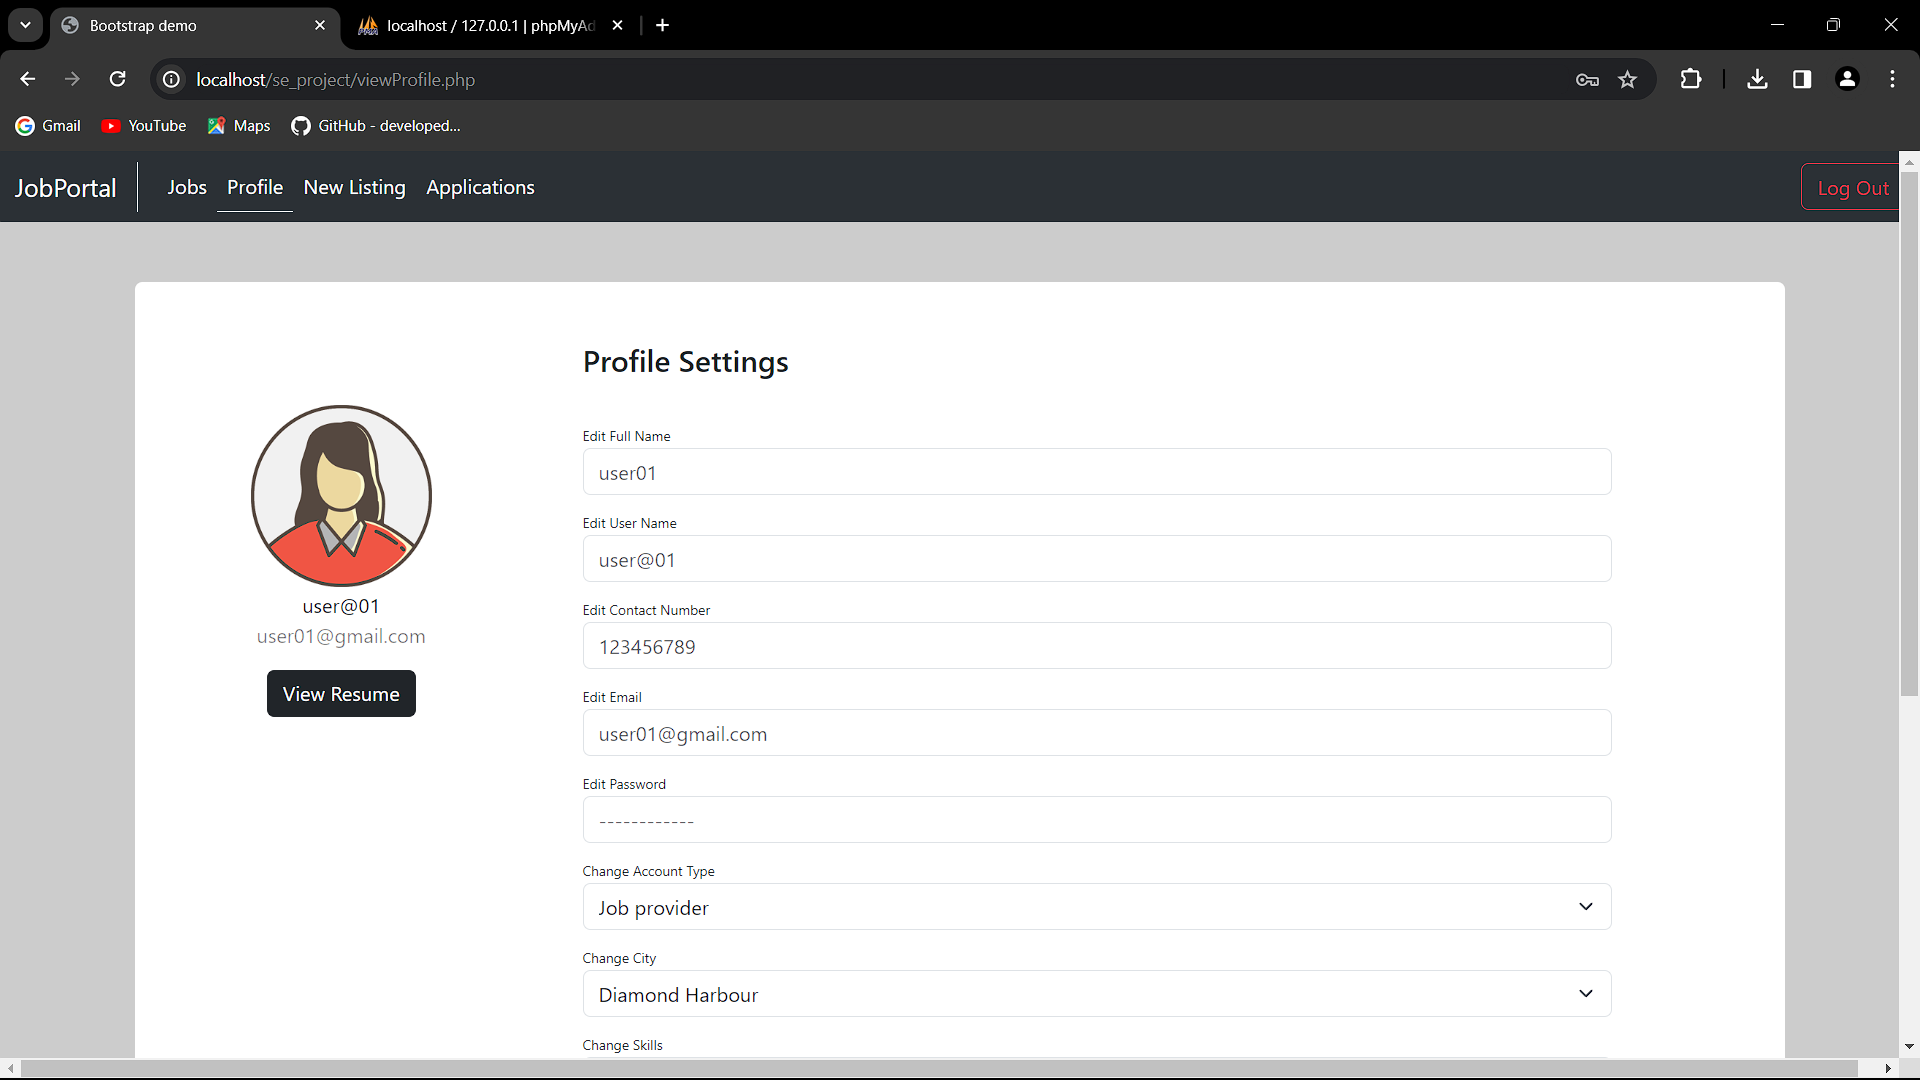 Bootstrap demo
localhost / 127.0.0.1 | phpMyAd
localhost/se_project/viewProfile.php
Gmail YouTube Maps GitHub - developed...
JobPortal Jobs Profile New Listing Applications Log Out
Profile Settings
user@01
user01@gmail.com
View Resume
Edit Full Name
user01
Edit User Name
user@01
Edit Contact Number
123456789
Edit Email
user01@gmail.com
Edit Password
------------
Change Account Type
Job provider
Change City
Diamond Harbour
Change Skills